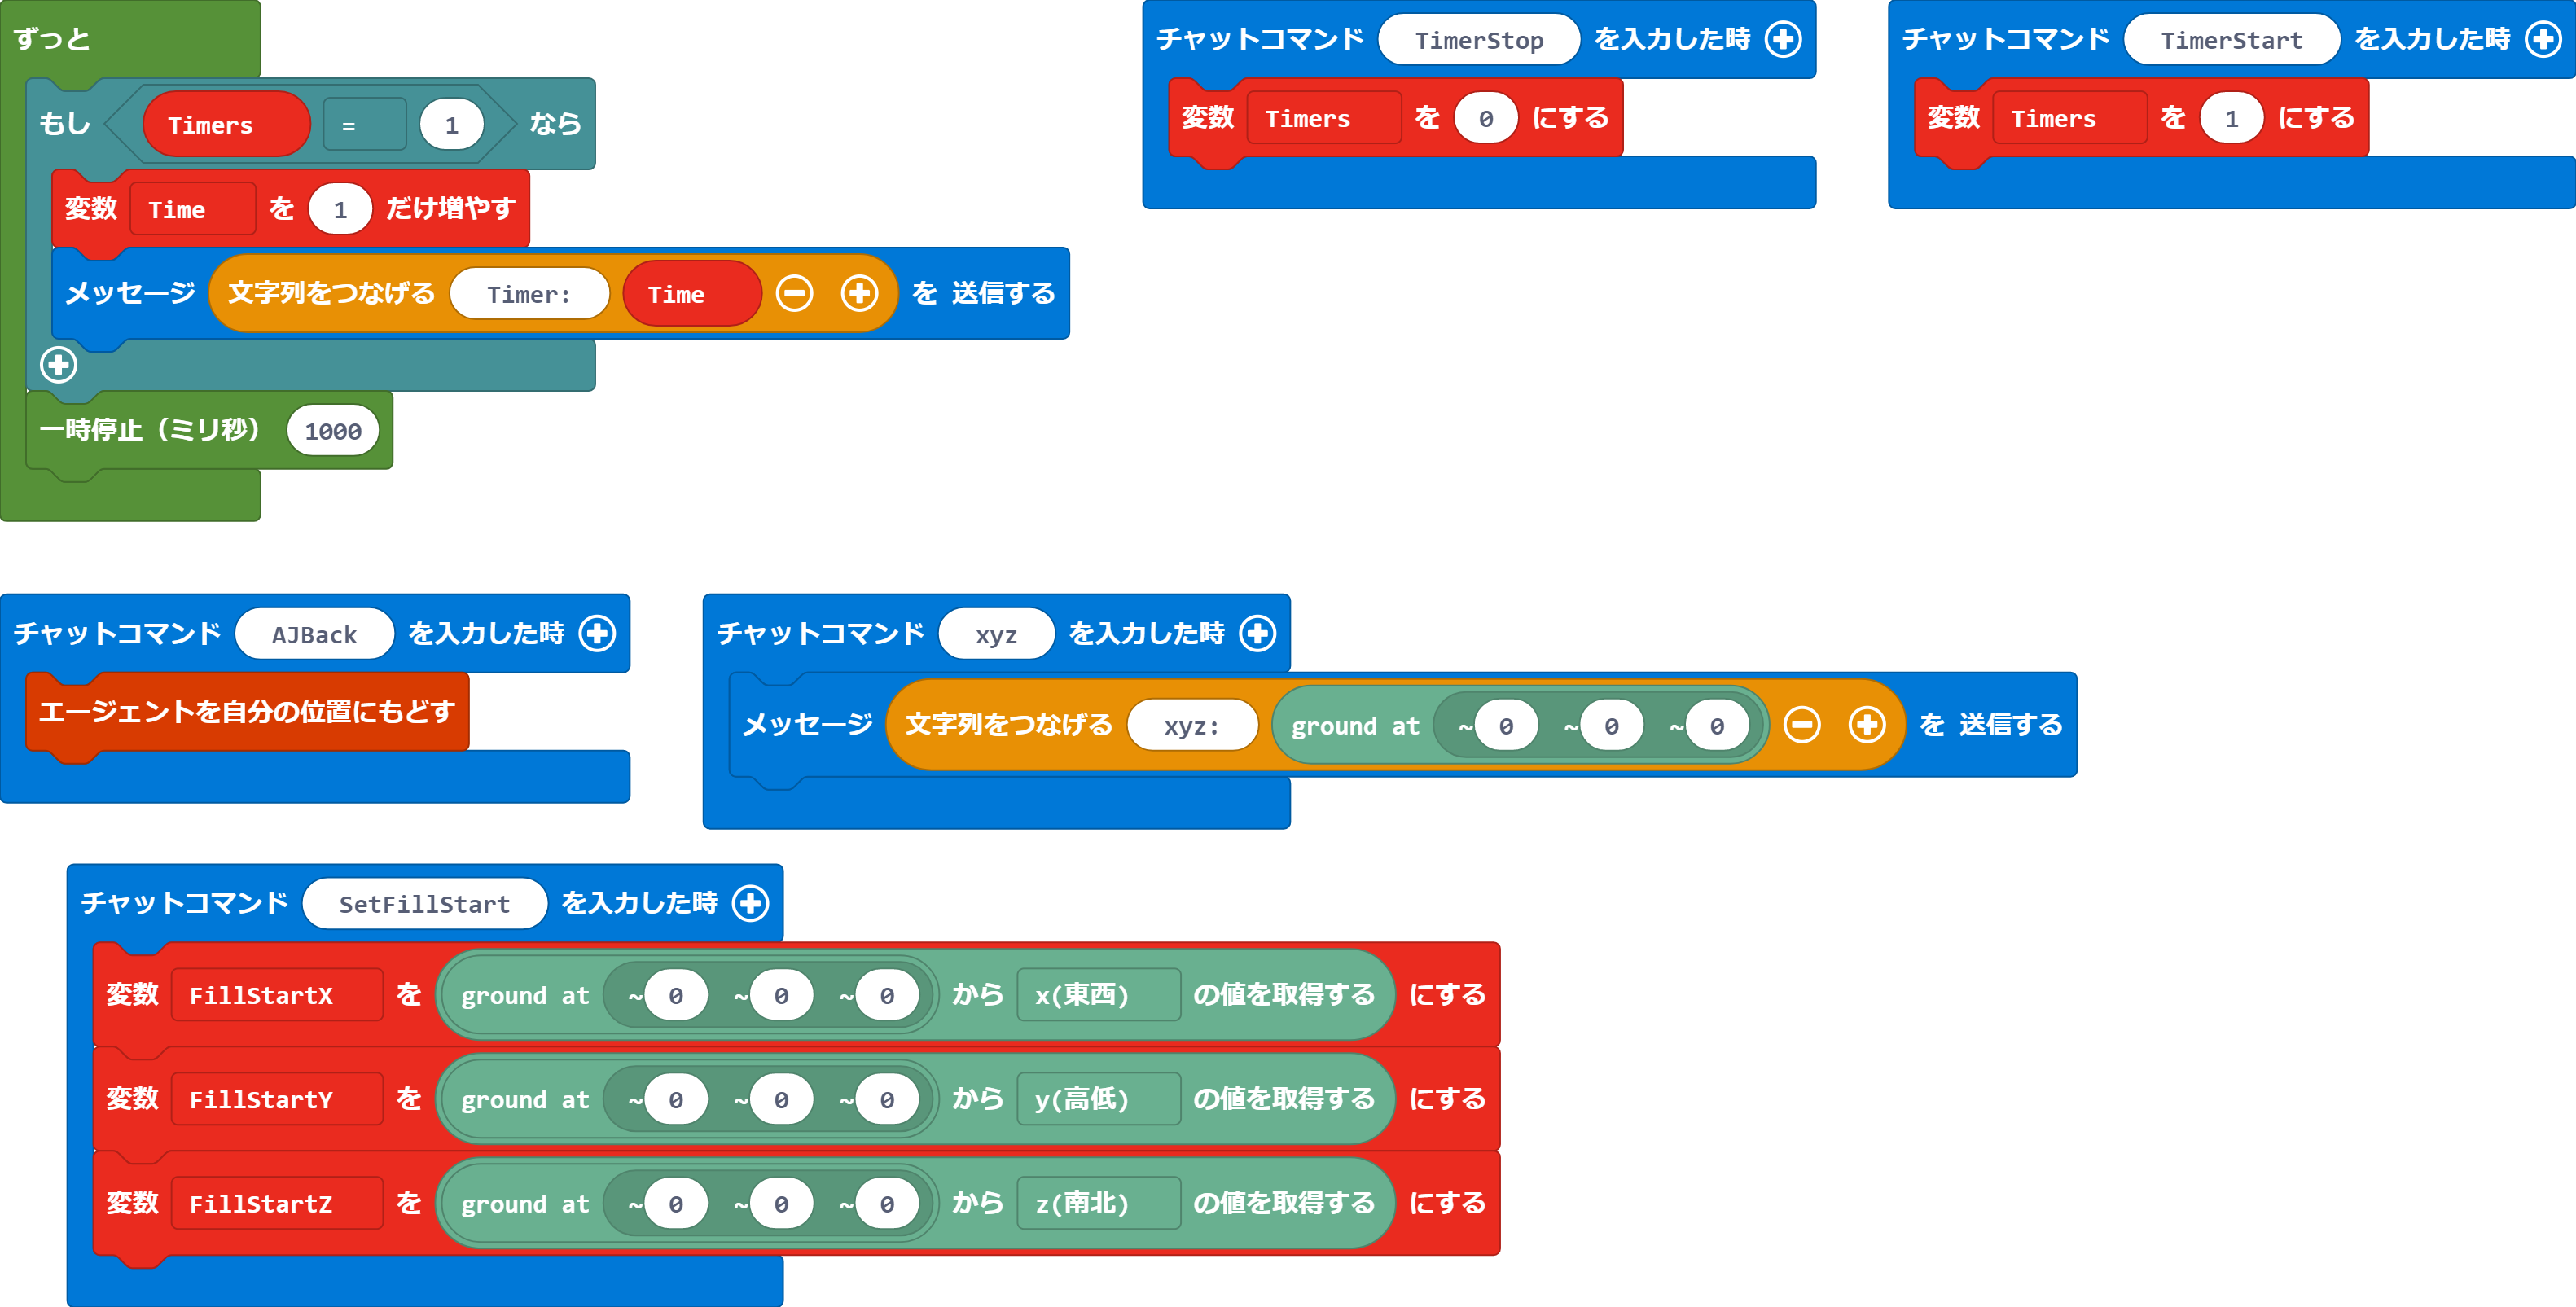 ずっと
もし Timers = 1 なら
変数 Time を 1 だけ増やす
メッセージ 文字列をつなげる Timer: Time を 送信する
一時停止（ミリ秒） 1000
チャットコマンド TimerStop を入力した時
変数 Timers を 0 にする
チャットコマンド TimerStart を入力した時
変数 Timers を 1 にする
チャットコマンド AJBack を入力した時
エージェントを自分の位置にもどす
チャットコマンド xyz を入力した時
メッセージ 文字列をつなげる xyz: ground at ~0 ~0 ~0 を 送信する
チャットコマンド SetFillStart を入力した時
変数 FillStartX を ground at ~0 ~0 ~0 から x(東西) の値を取得する にする
変数 FillStartY を ground at ~0 ~0 ~0 から y(高低) の値を取得する にする
変数 FillStartZ を ground at ~0 ~0 ~0 から z(南北) の値を取得する にする